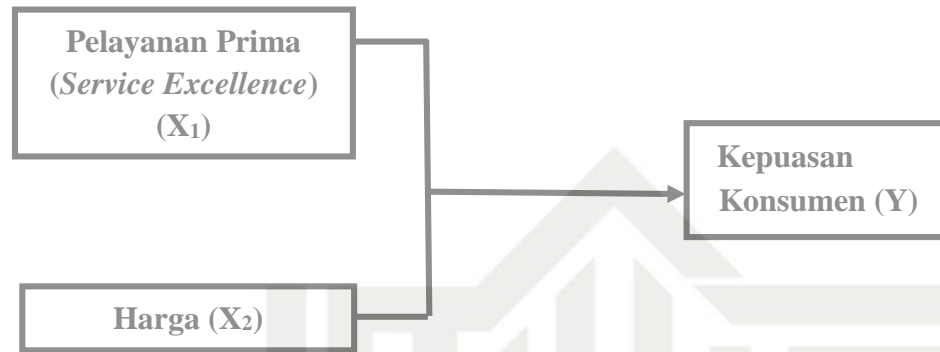 Pelayanan Prima
(Service Excellence)
(X₁)
Kepuasan
Konsumen (Y)
Harga (X₂)